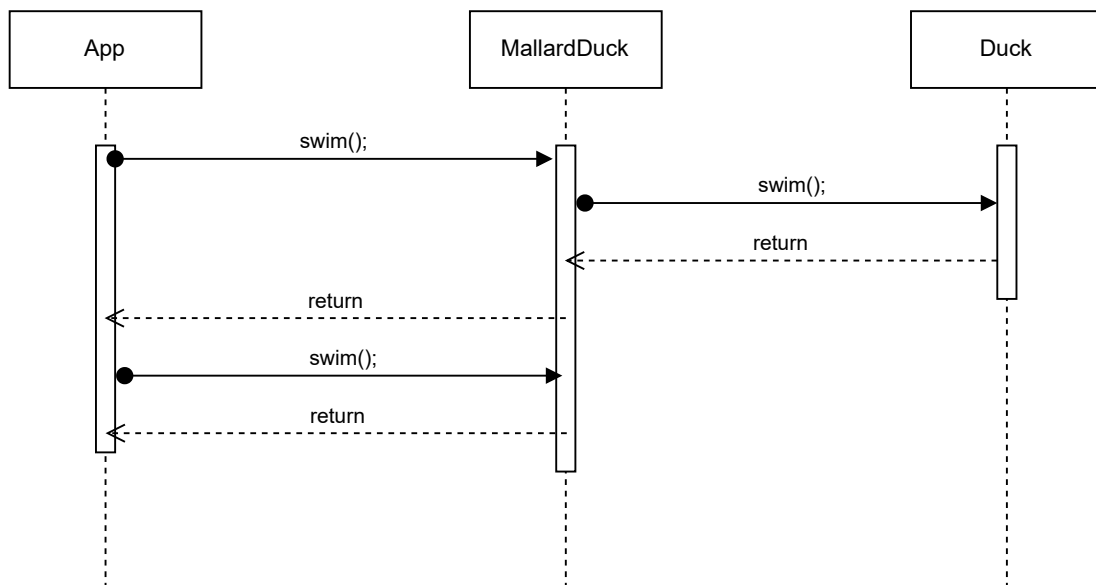 App
MallardDuck
Duck
swim();
swim();
return
return
swim();
return